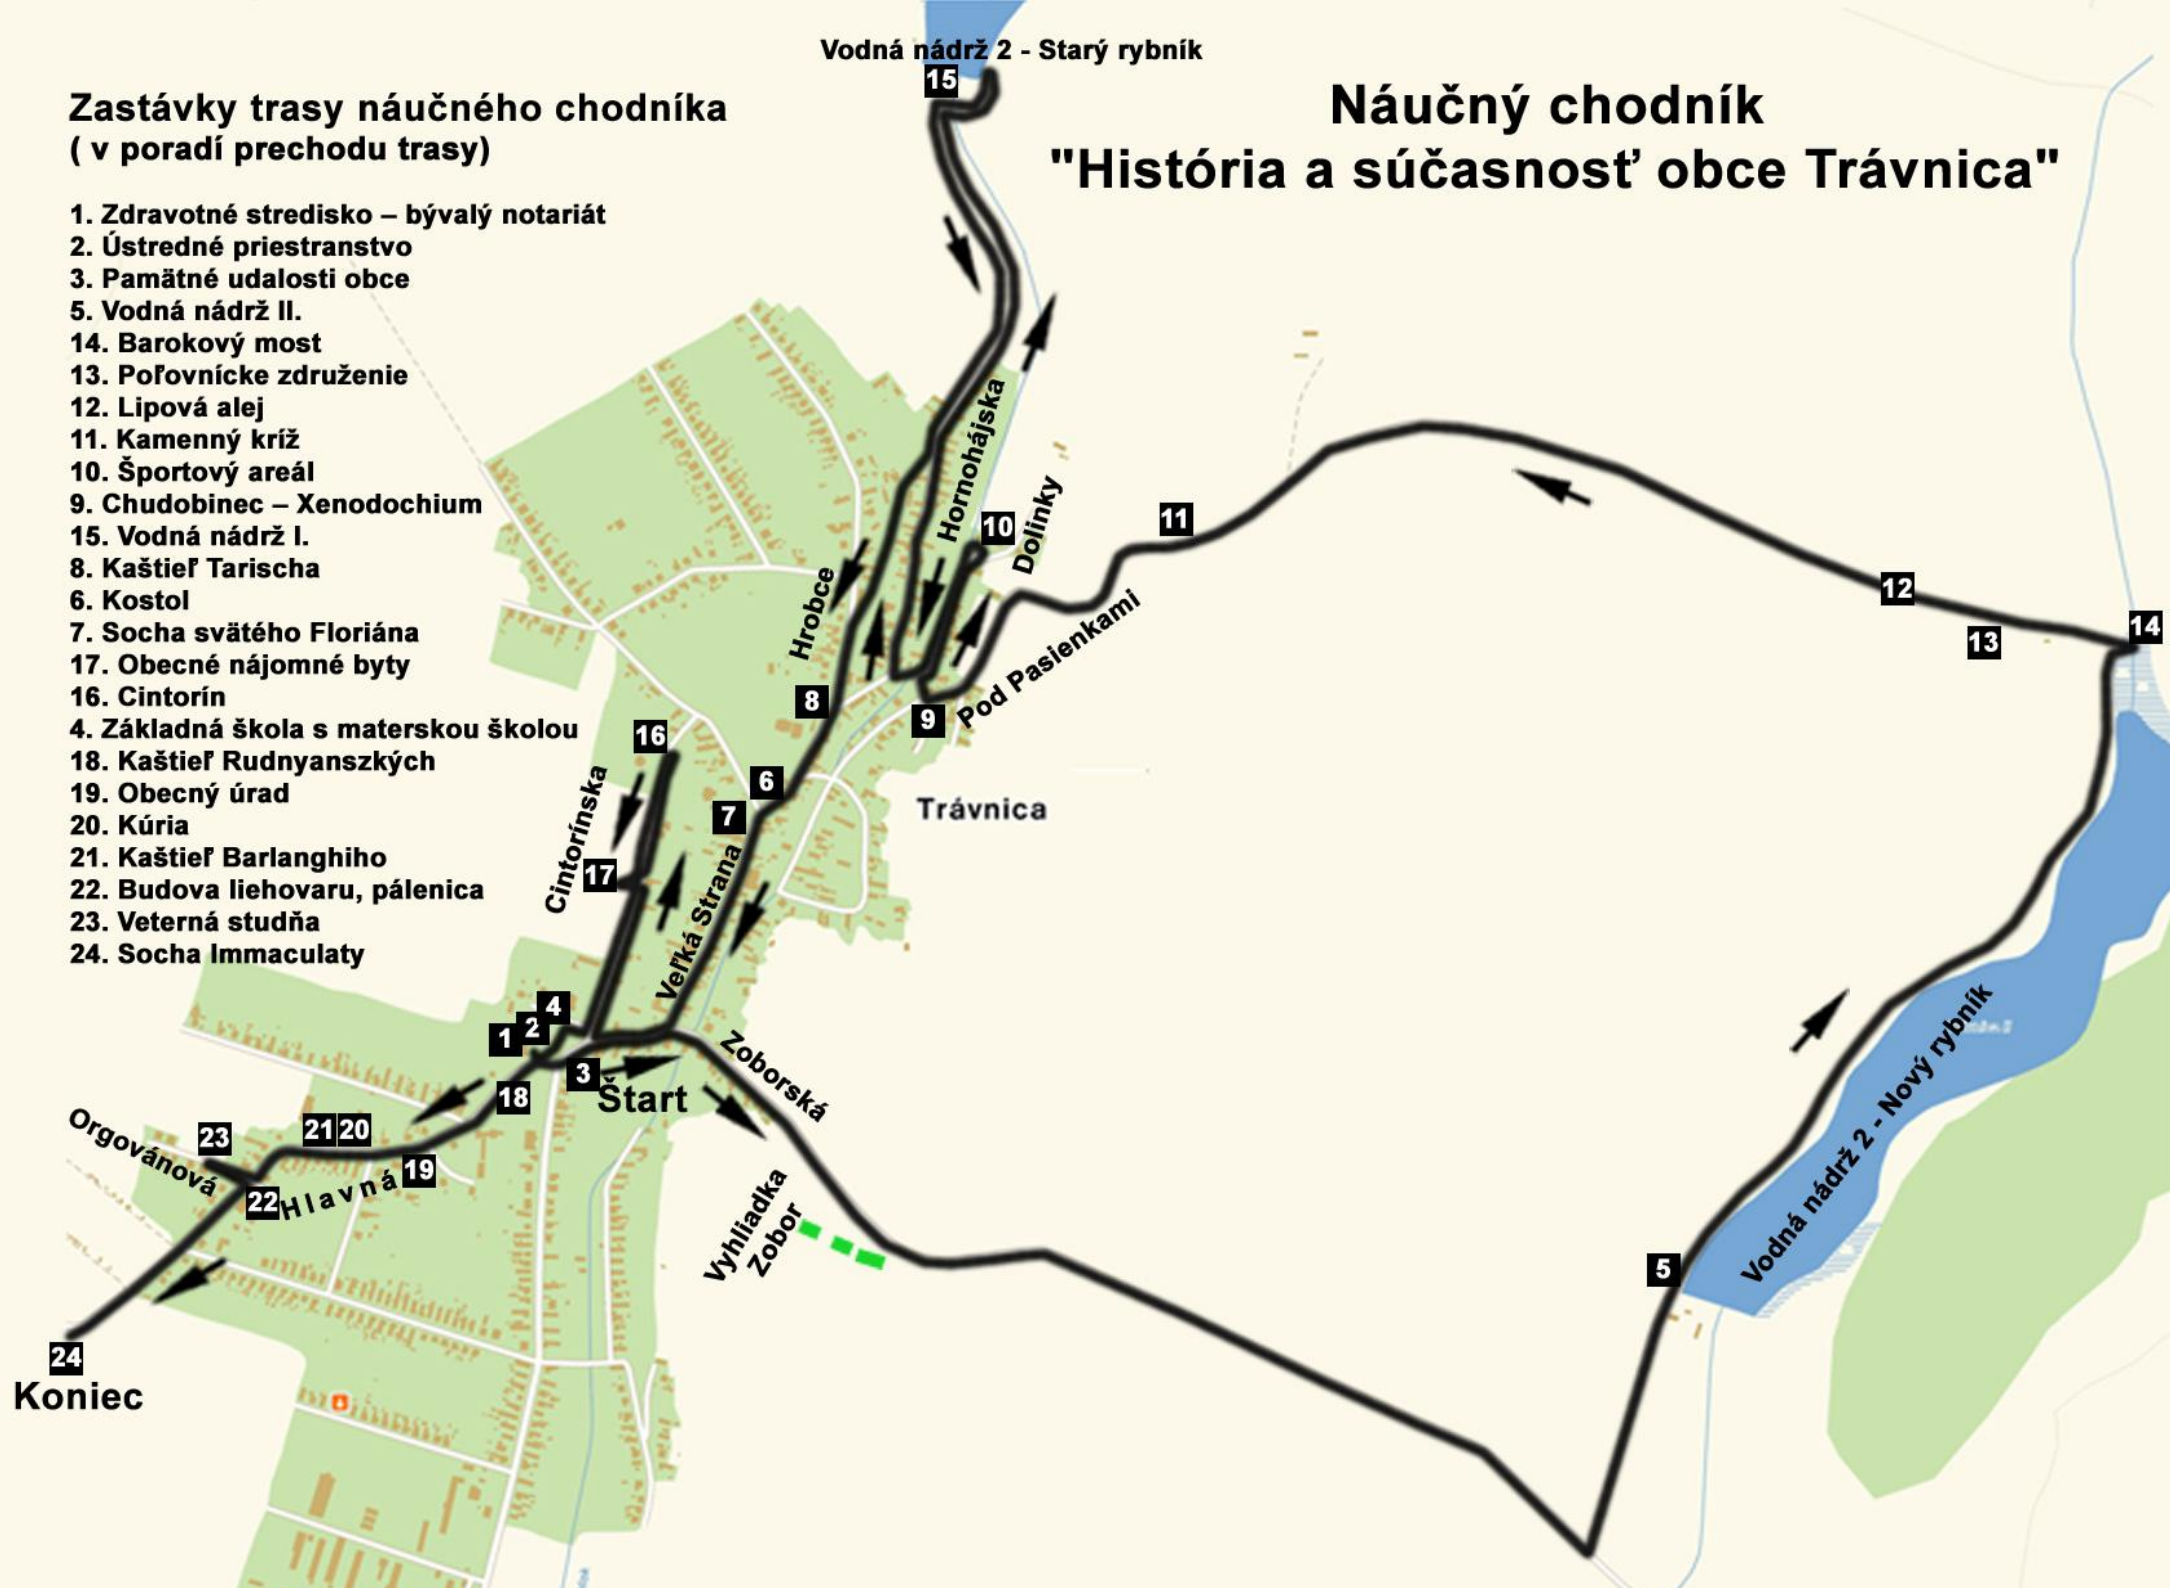 Vodná nádrž 2 - Starý rybník
15
Náučný chodník
"História a súčasnosť obce Trávnica"
Zastávky trasy náučného chodníka
( v poradí prechodu trasy)
1. Zdravotné stredisko – bývalý notariát
2. Ústredné priestranstvo
3. Pamätné udalosti obce
5. Vodná nádrž II.
14. Barokový most
13. Poľovnícke združenie
12. Lipová alej
11. Kamenný kríž
10. Športový areál
9. Chudobinec – Xenodochium
15. Vodná nádrž I.
8. Kaštieľ Tarischa
6. Kostol
7. Socha svätého Floriána
17. Obecné nájomné byty
16. Cintorín
4. Základná škola s materskou školou
18. Kaštieľ Rudnyanszkých
19. Obecný úrad
20. Kúria
21. Kaštieľ Barlanghiho
22. Budova liehovaru, pálenica
23. Veterná studňa
24. Socha Immaculaty
Hornohájska
10
Dolinky
11
Hrobce
12
13
14
Pod Pasienkami
8
9
16
6
7
Trávnica
Cintorínska
17
Veľká Strana
4
2
1
3
Štart
Zoborská
18
Orgovánová
23
21
20
19
22
Hlavná
Vyhliadka
Zobor
5
Vodná nádrž 2 - Nový rybník
24
Koniec